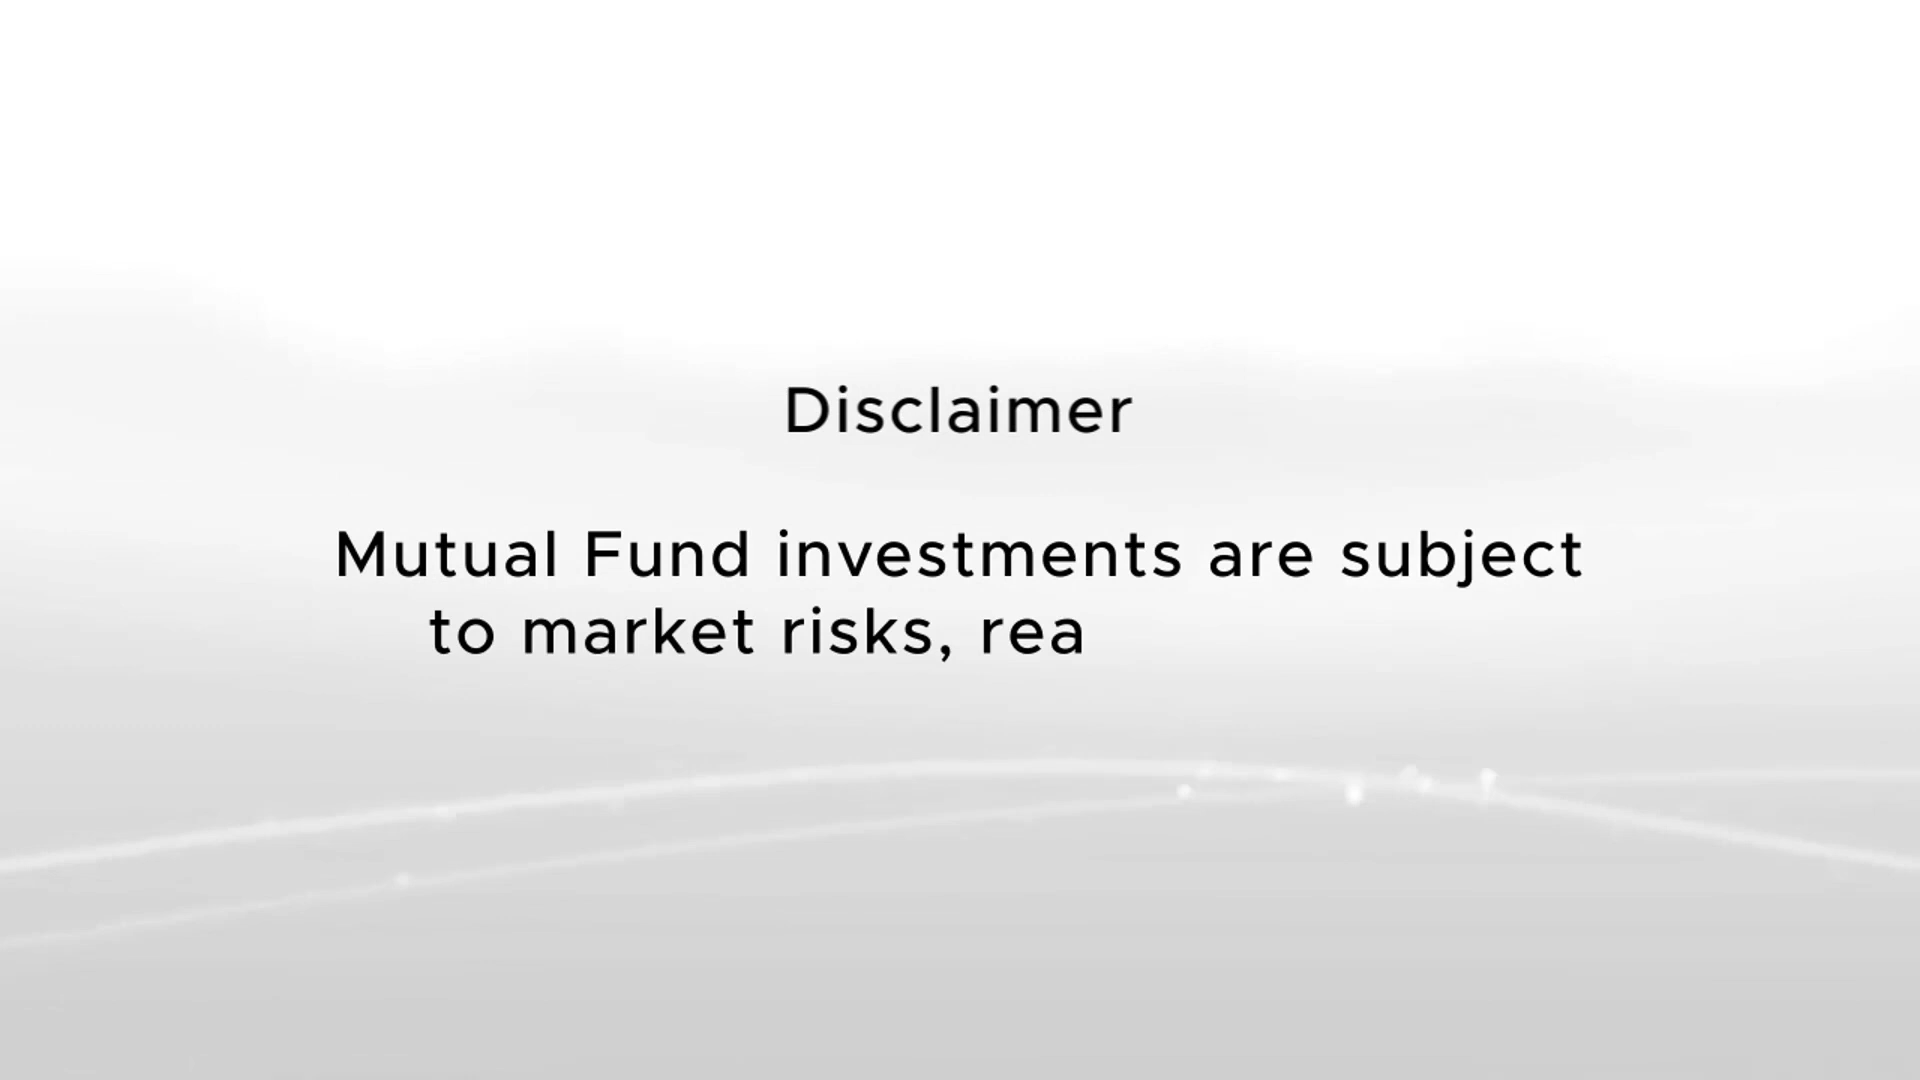 Disclaimer
Mutual Fund investments are subject
to market risks, rea